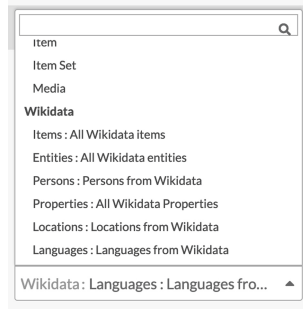 Item
Item Set
Media
Wikidata
Items : All Wikidata items
Entities : All Wikidata entities
Persons : Persons from Wikidata
Properties : All Wikidata Properties
Locations : Locations from Wikidata
Languages : Languages from Wikidata
Wikidata : Languages : Languages fro...